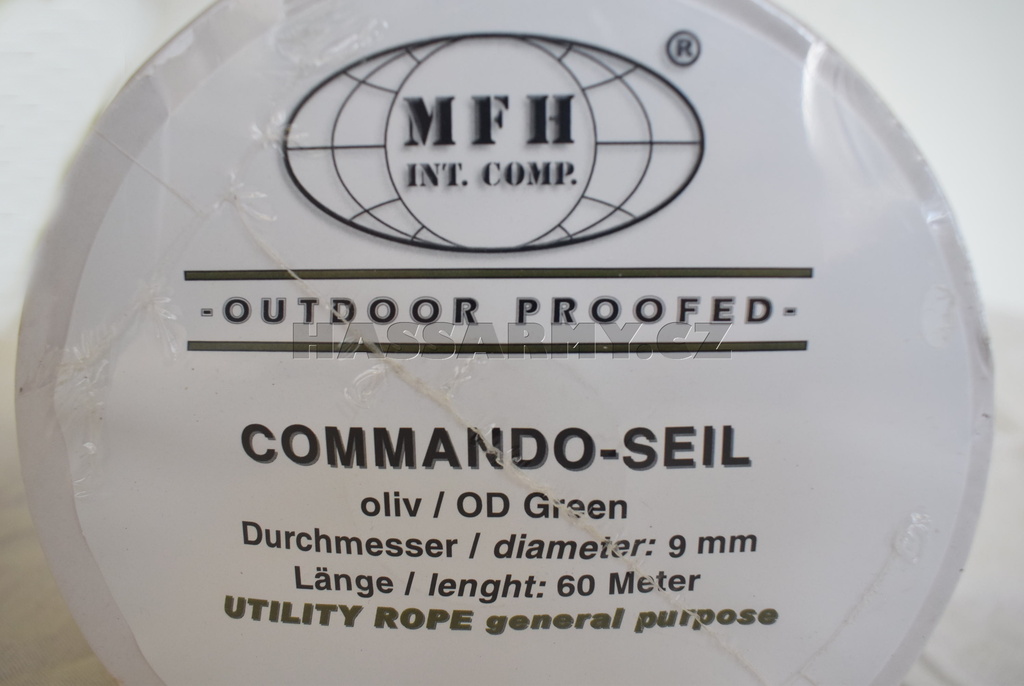 ®
MFH
INT. COMP.
-OUTDOOR PROOFED-
HASSARMY.CZ
COMMANDO-SEIL
oliv / OD Green
Durchmesser / diameter: 9 mm
Länge / lenght: 60 Meter
UTILITY ROPE general purpose